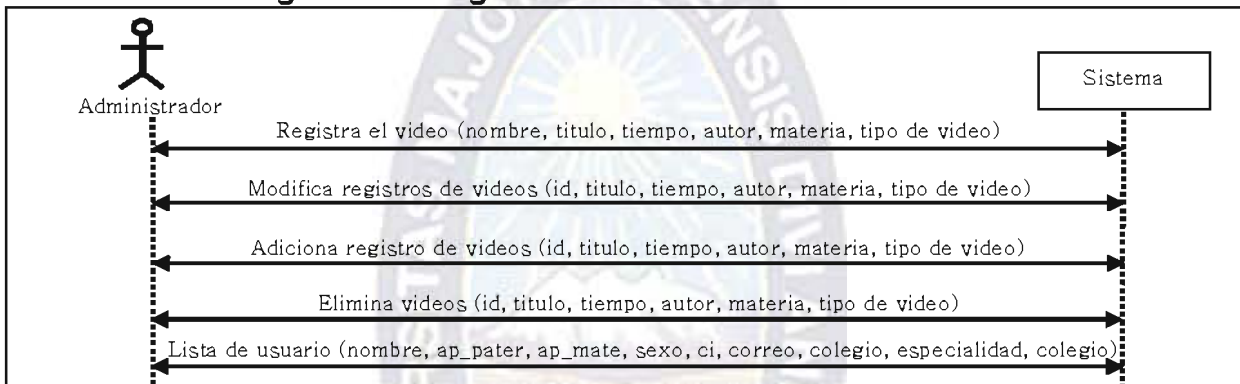 Administrador
Sistema
Registra el video (nombre, titulo, tiempo, autor, materia, tipo de video)
Modifica registros de videos (id, titulo, tiempo, autor, materia, tipo de video)
Adiciona registro de videos (id, titulo, tiempo, autor, materia, tipo de video)
Elimina videos (id, titulo, tiempo, autor, materia, tipo de video)
Lista de usuario (nombre, ap_pater, ap_mate, sexo, ci, correo, colegio, especialidad, colegio)